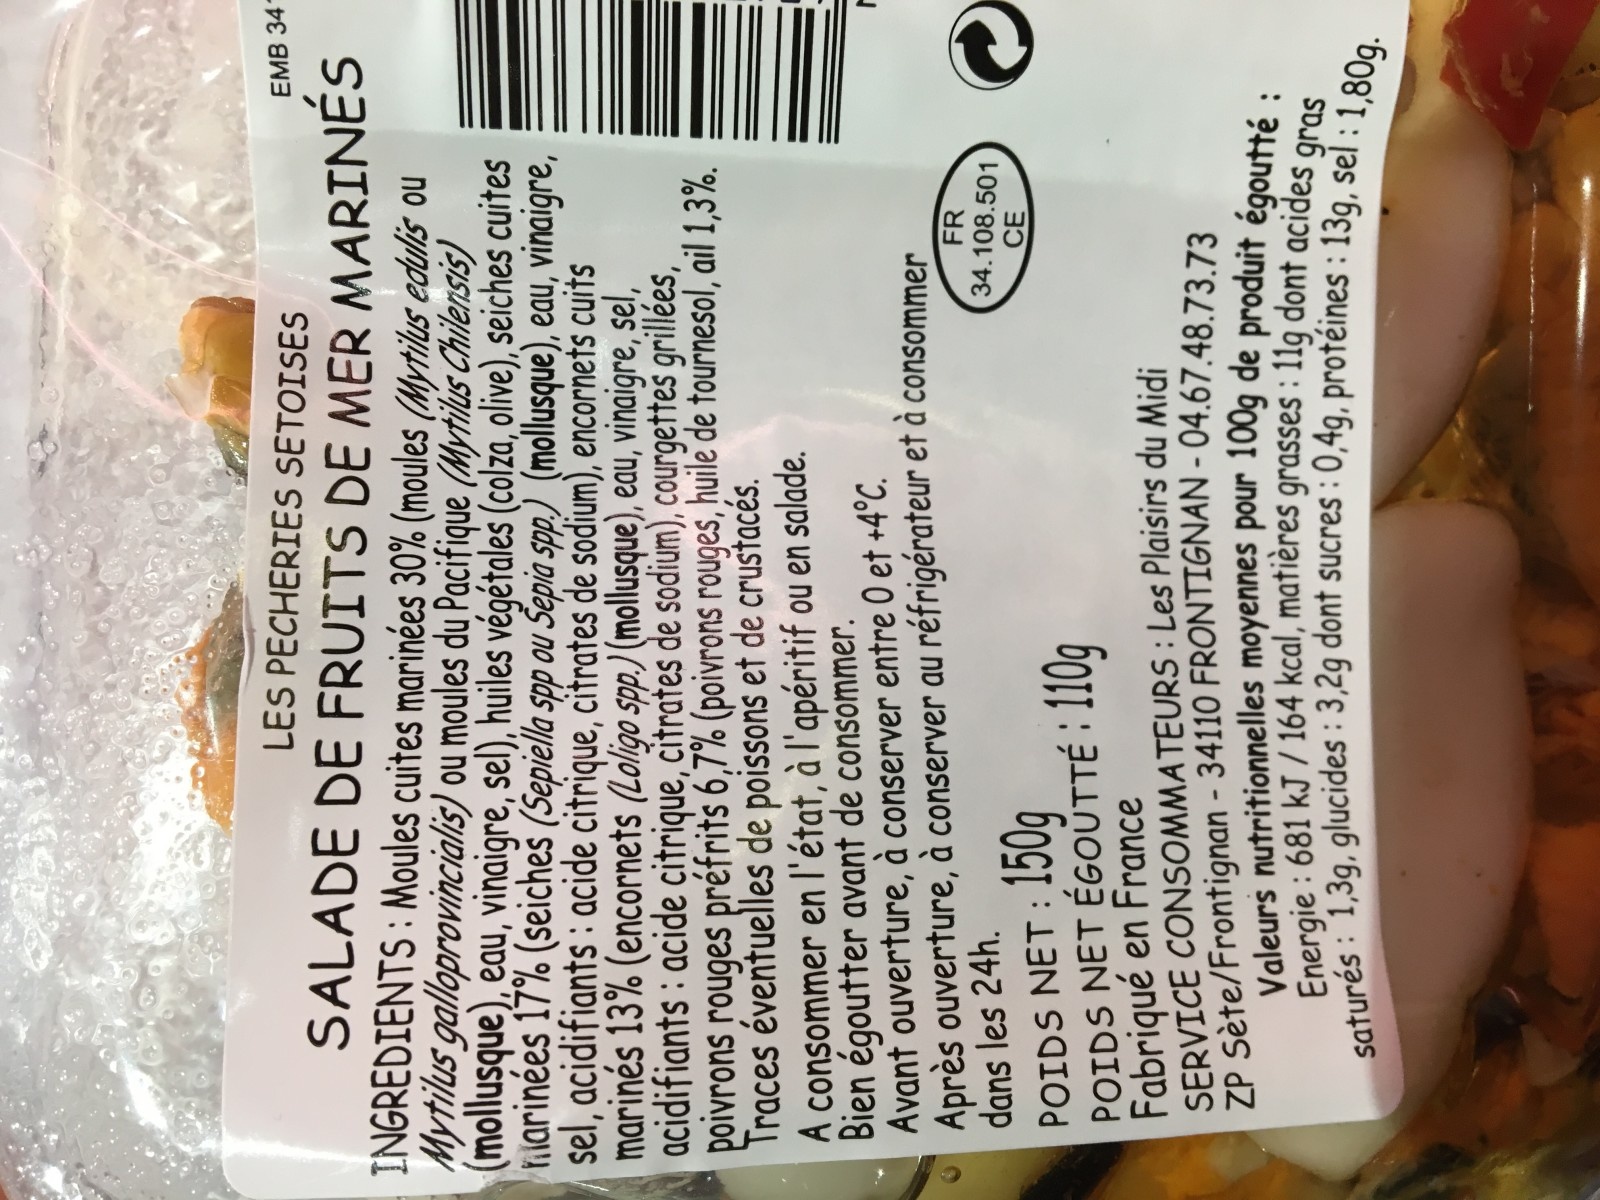 EMB 34
LES PECHERIES SETOISES
SALADE DE FRUITS DE MER MARINÉS
INGREDIENTS : Moules cuites marinées 30% (moules (Mytilus edulis ou
Mytilus galloprovincialis) ou moules du Pacifique (Mytilus Chilensis)
(mollusque), eau, vinaigre, sel), huiles végétales (colza, olive), seiches cuites
marinées 17% (seiches (Sepiella spp ou Sepia spp.) (mollusque), eau, vinaigre,
sel, acidifiants : acide citrique, citrates de sodium), encornets cuits
marinés 13% (encornets (Loligo spp.) (mollusque), eau, vinaigre, sel,
acidifiants : acide citrique, citrates de sodium), courgettes grillées,
poivrons rouges préfrits 6,7% (poivrons rouges, huile de tournesol, ail 1,3%.
Traces éventuelles de poissons et de crustacés.
A consommer en l'état, à l'apéritif ou en salade.
Bien égoutter avant de consommer.
Avant ouverture, à conserver entre 0 et +4°C.
Après ouverture, à conserver au réfrigérateur et à consommer
dans les 24h.
FR
34.108.501
CE
POIDS NET : 150g
POIDS NET ÉGOUTTÉ : 110g
Fabriqué en France
SERVICE CONSOMMATEURS : Les Plaisirs du Midi
ZP Sète/Frontignan - 34110 FRONTIGNAN - 04.67.48.73.73
Valeurs nutritionnelles moyennes pour 100g de produit égoutté :
Energie : 681 kJ / 164 kcal, matières grasses : 11g dont acides gras
saturés : 1,3g, glucides : 3,2g dont sucres : 0,4g, protéines : 13g, sel : 1,80g.